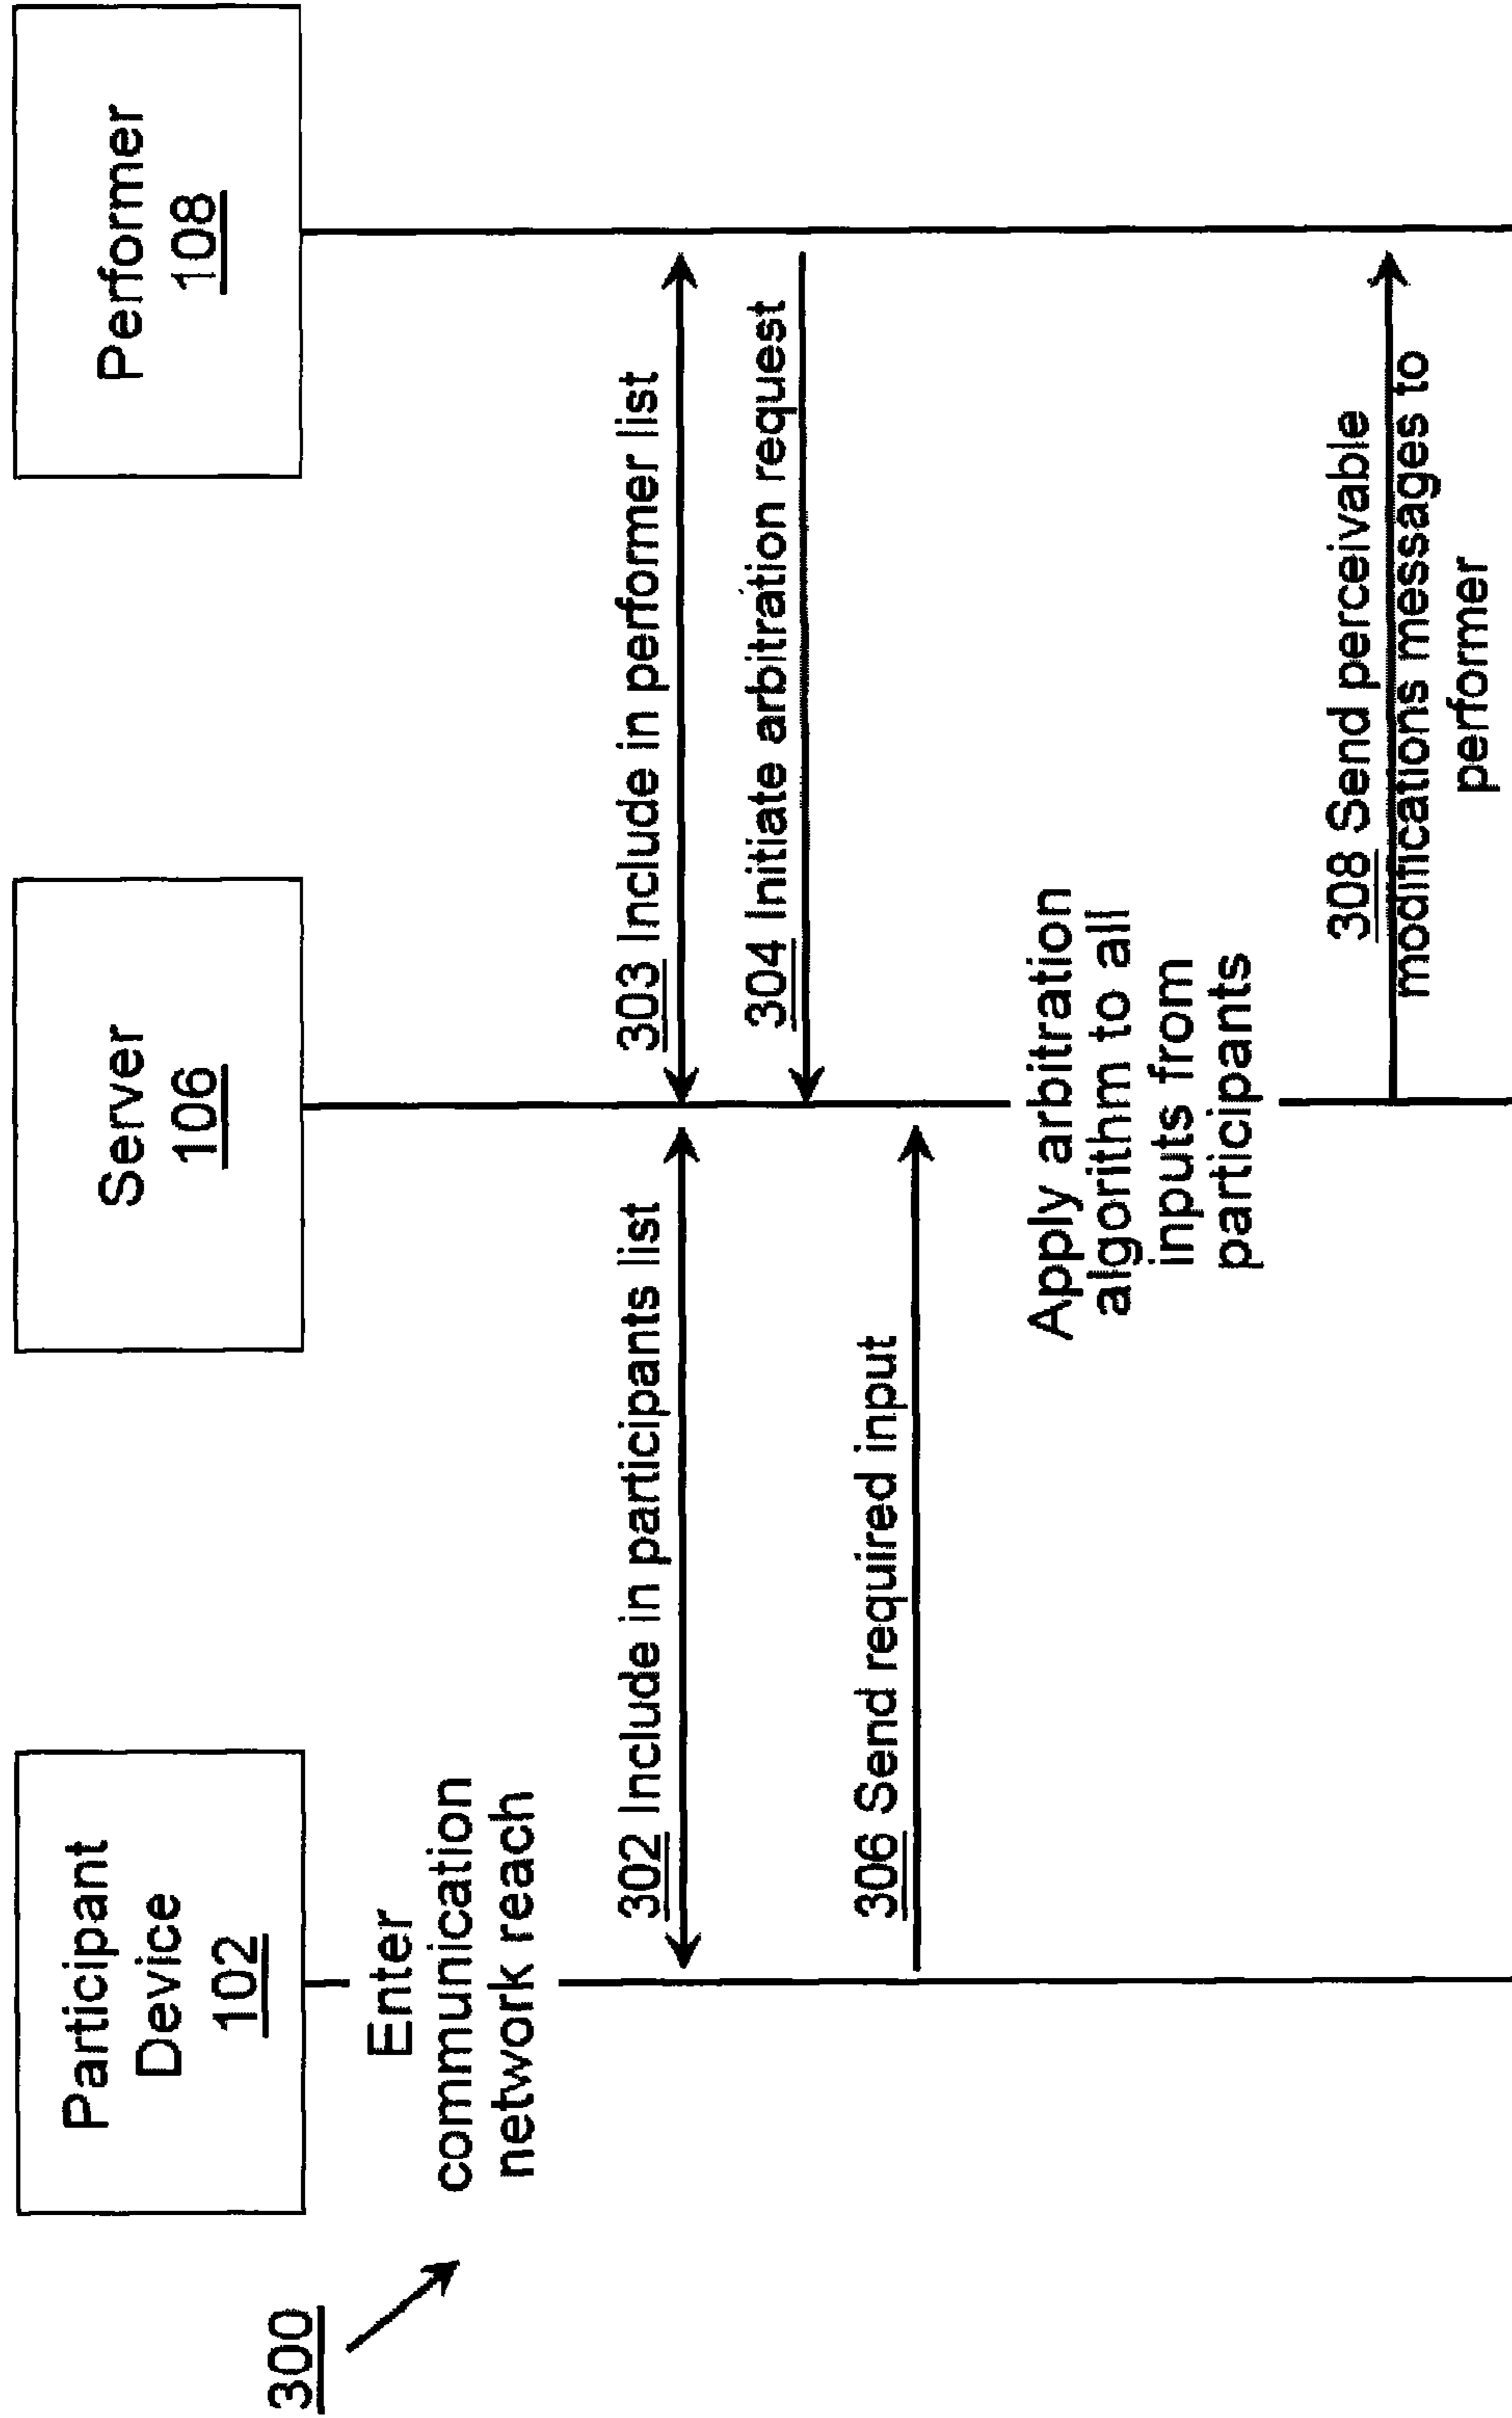 300
Participant
Device
102
Server
106
Performer
108
Enter
communication
network reach
302 Include in participants list
303 Include in performer list
304 Initiate arbitration request
306 Send required input
Apply arbitration
algorithm to all
inputs from
participants
308 Send perceivable
modifications messages to
performer